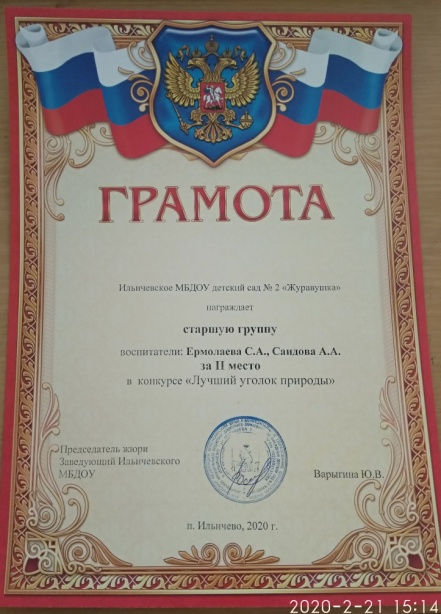 ГРАМОТА
Ильичевское МБДОУ детский сад № 2 «Журавушка»
награждает
старшую группу
воспитатели: Ермолаева С.А., Саидова А.А.
за II место
в конкурсе «Лучший уголок природы»
Председатель жюри
Заведующий Ильичевского
МБДОУ
Варыгина Ю.В.
п. Ильичево, 2020 г.
2020-2-21 15:14